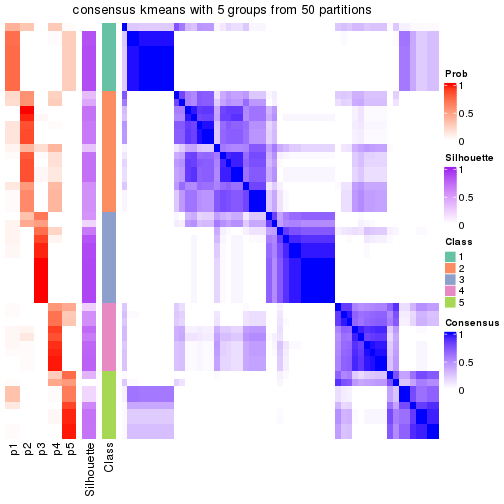 consensus kmeans with 5 groups from 50 partitions
Prob
1
0.5
0
Silhouette
1
0.5
0
Class
1
2
3
4
5
Consensus
1
0.5
0
p1
p2
p3
p4
p5
Silhouette
Class